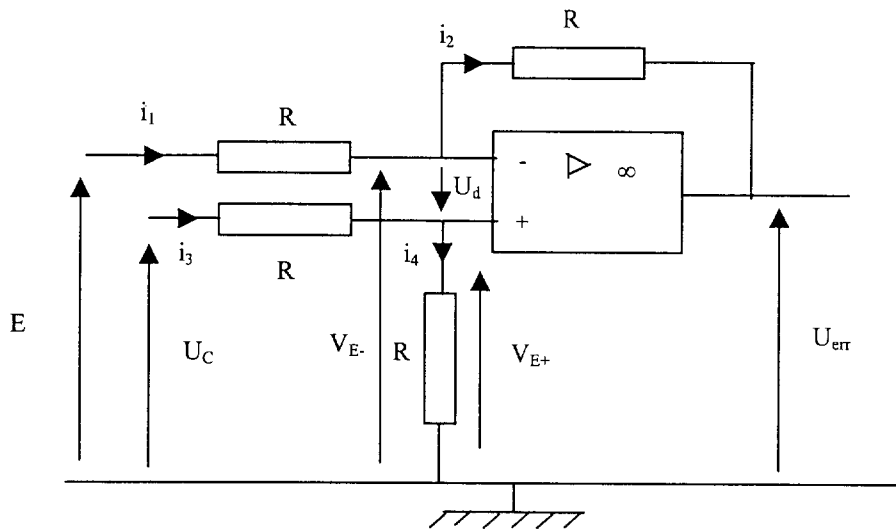 i2
R
i1
R
-
▷ ∞
Ud
+
i3
R
i4
E
UC
VE-
R
VE+
Uerr